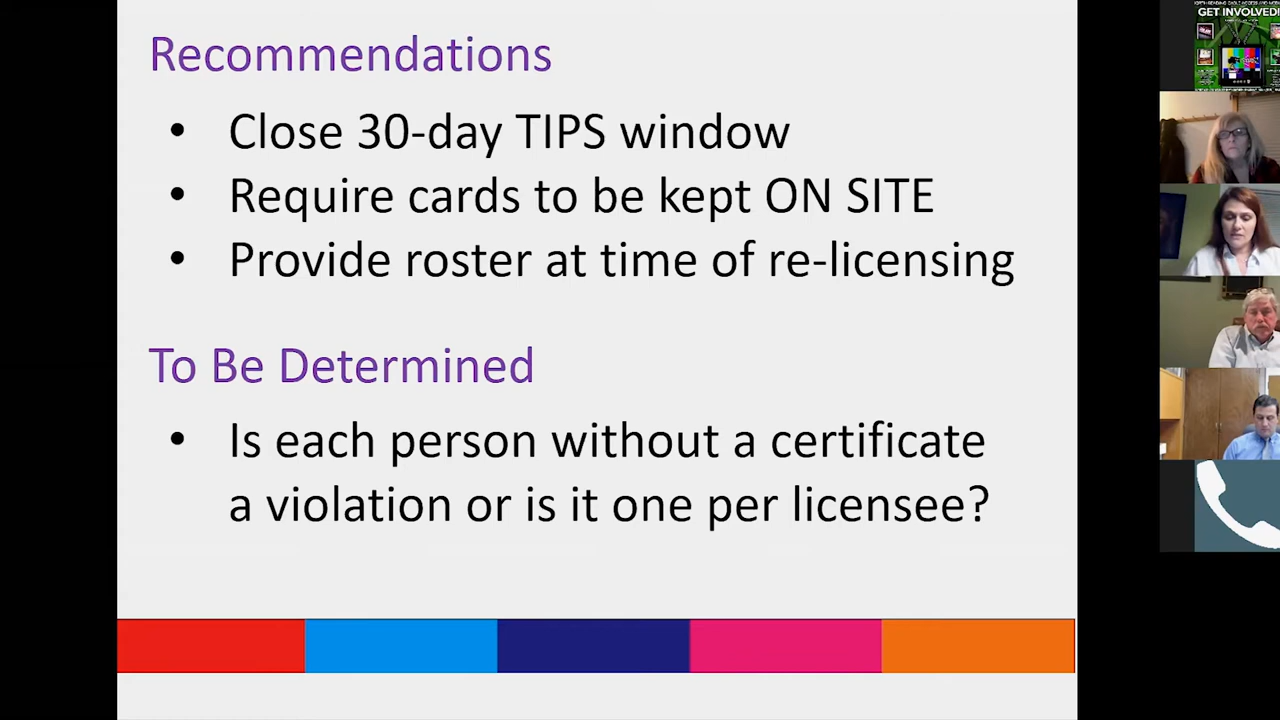 Recommendations
• Close 30-day TIPS window
• Require cards to be kept ON SITE
• Provide roster at time of re-licensing
To Be Determined
• Is each person without a certificate
a violation or is it one per licensee?
GET INVOLVED!